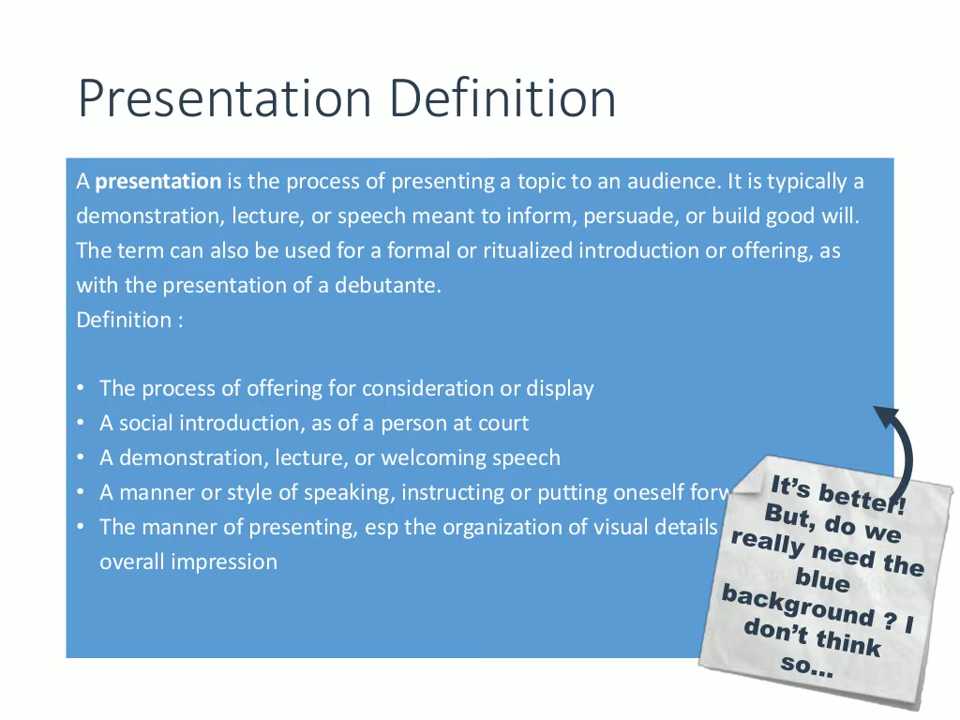 Presentation Definition
A presentation is the process of presenting a topic to an audience. It is typically a
demonstration, lecture, or speech meant to inform, persuade, or build good will.
The term can also be used for a formal or ritualized introduction or offering, as
with the presentation of a debutante.
Definition :
• The process of offering for consideration or display
• A social introduction, as of a person at court
• A demonstration, lecture, or welcoming speech
• A manner or style of speaking, instructing or putting oneself
• The manner of presenting, esp the organization of visual details
overall impression
It's better!
But, do we
really need the
blue
background ? I
don't think
so...